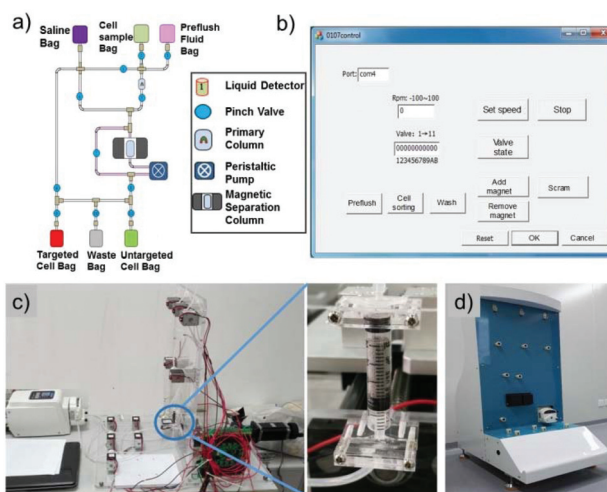 a)
Saline
Bag
Cell
sample
Bag
Preflush
Fluid
Bag
Liquid Detector
Pinch Valve
Primary
Column
Peristaltic
Pump
Magnetic
Separation
Column
Targeted
Cell Bag
Waste
Bag
Untargeted
Cell Bag
b)
0107control
Port: com4
Rpm: -100~100
0
Set speed
Stop
Valve: 1→11
00000000000
123456789AB
Valve
state
Add
magnet
Scram
Preflush
Cell
sorting
Wash
Remove
magnet
Reset
OK
Cancel
c)
d)